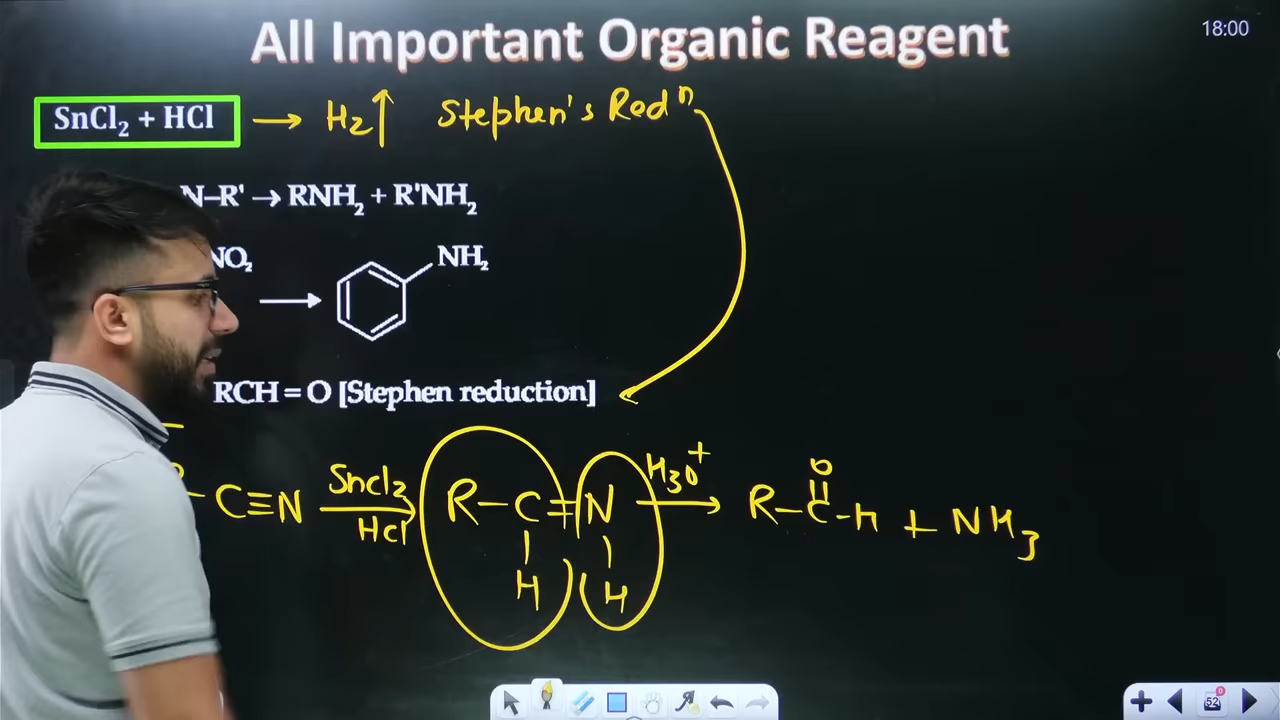 All Important Organic Reagent
18:00
SnCl₂ + HCl → H₂↑ Stephen's Redⁿ
N–R' → RNH₂ + R'NH₂
NO₂ → NH₂
RCH = O [Stephen reduction]
C≡N SnCl₂ HCl R–C=N H₃O⁺ R–C–H + NH₃
O
H H
52